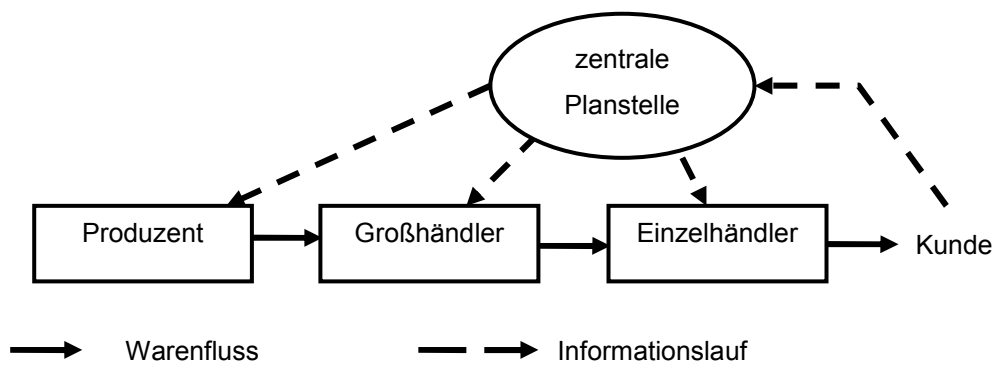 zentrale
Planstelle
Produzent
Großhändler
Einzelhändler
Kunde
Warenfluss
Informationslauf